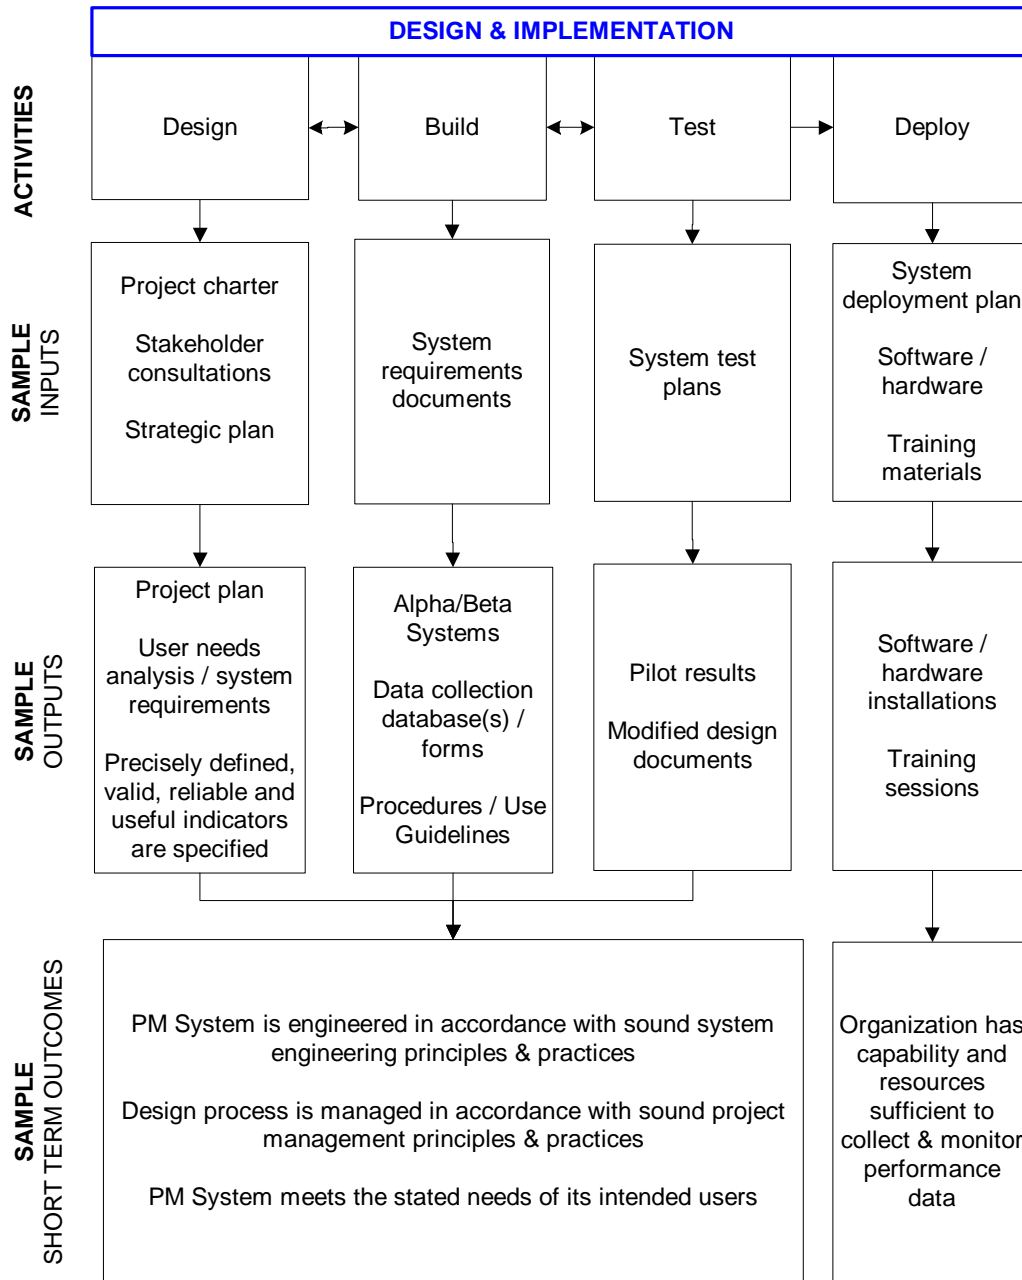 DESIGN & IMPLEMENTATION
ACTIVITIES
Design
Build
Test
Deploy
SAMPLE
INPUTS
Project charter
Stakeholder
consultations
Strategic plan
System
requirements
documents
System test
plans
System
deployment plan
Software /
hardware
Training
materials
SAMPLE
OUTPUTS
Project plan
User needs
analysis / system
requirements
Precisely defined,
valid, reliable and
useful indicators
are specified
Alpha/Beta
Systems
Data collection
database(s) /
forms
Procedures / Use
Guidelines
Pilot results
Modified design
documents
Software /
hardware
installations
Training
sessions
SAMPLE
SHORT TERM OUTCOMES
PM System is engineered in accordance with sound system
engineering principles & practices
Design process is managed in accordance with sound project
management principles & practices
PM System meets the stated needs of its intended users
Organization has
capability and
resources
sufficient to
collect & monitor
performance
data